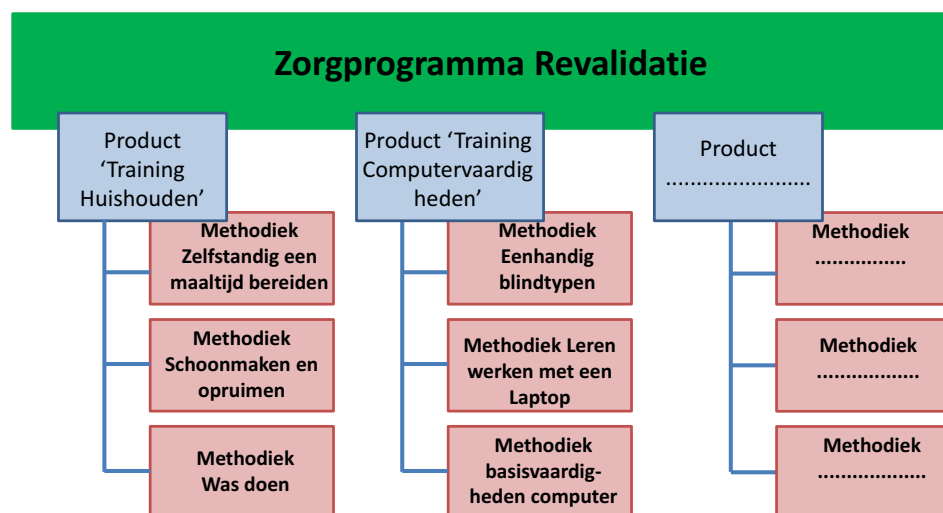 Zorgprogramma Revalidatie
Product
‘Training
Huishouden’
Methodiek
Zelfstandig een
maaltijd bereiden
Methodiek
Schoonmaken en
opruimen
Methodiek
Was doen
Product ‘Training
Computervaardig
heden’
Methodiek
Eenhandig
blindtypen
Methodiek Leren
werken met een
Laptop
Methodiek
basisvaardig-
heden computer
Product
........................
Methodiek
................
Methodiek
..................
Methodiek
...................